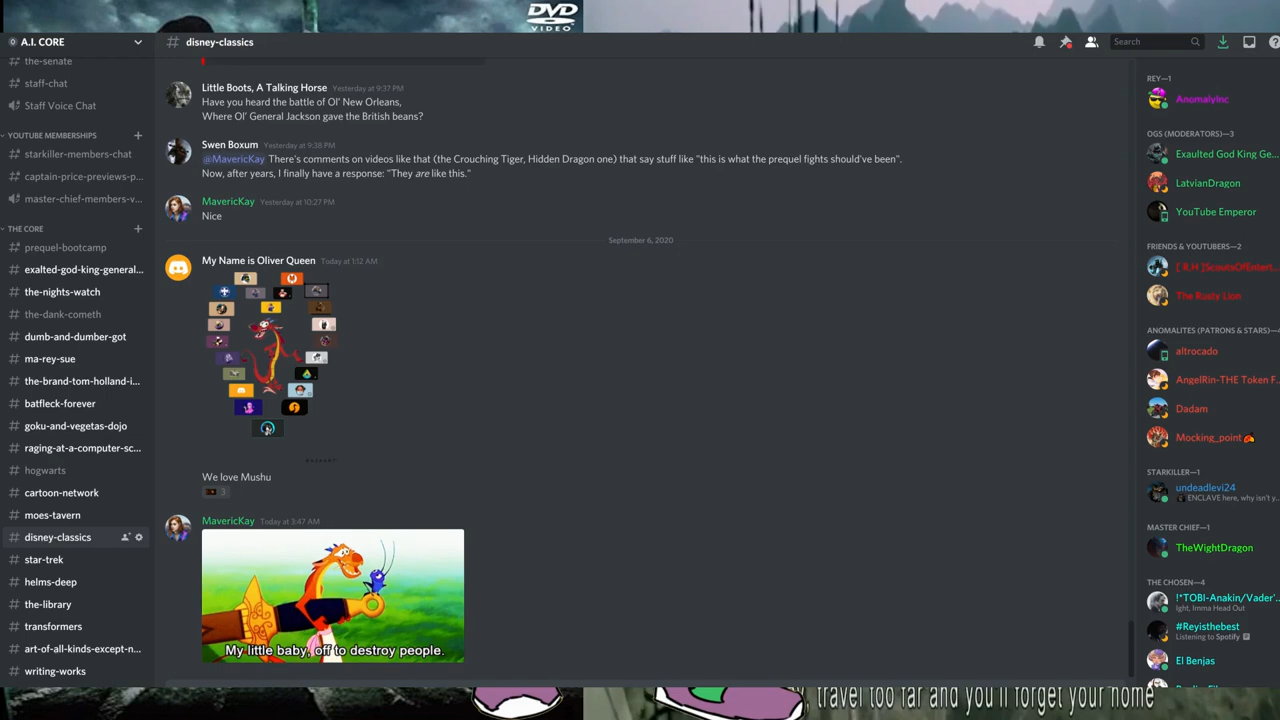 DVD
VIDEO
A.I. CORE
the-senate
staff-chat
Staff Voice Chat
YOUTUBE MEMBERSHIPS
starkiller-members-chat
captain-price-previews-p...
master-chief-members-v...
THE CORE
prequel-bootcamp
exalted-god-king-general...
the-nights-watch
the-dank-cometh
dumb-and-dumber-got
ma-rey-sue
the-brand-tom-holland-i...
batfleck-forever
goku-and-vegetas-dojo
raging-at-a-computer-sc...
hogwarts
cartoon-network
moes-tavern
disney-classics
star-trek
helms-deep
the-library
transformers
art-of-all-kinds-except-n...
writing-works
# disney-classics
Search
Little Boots, A Talking Horse Yesterday at 9:37 PM
Have you heard the battle of Ol' New Orleans,
Where Ol' General Jackson gave the British beans?
Swen Boxum Yesterday at 9:38 PM
@MavericKay There's comments on videos like that (the Crouching Tiger, Hidden Dragon one) that say stuff like "this is what the prequel fights should've been".
Now, after years, I finally have a response: "They are like this."
MavericKay Yesterday at 10:27 PM
Nice
September 6, 2020
My Name is Oliver Queen Today at 1:12 AM
We love Mushu
3
MavericKay Today at 3:47 AM
My little baby, off to destroy people.
REY—1
AnomalyInc
OGS (MODERATORS)—3
Exaulted God King Ge...
LatvianDragon
YouTube Emperor
FRIENDS & YOUTUBERS—2
[ R.M ]ScoutsOfEntert...
The Rusty Lion
ANOMALITES (PATRONS & STARS)—4
altrocado
AngelRin-THE Token F...
Dadam
Mocking_point
STARKILLER—1
undeadlevi24
ENCLAVE here, why isn't y...
MASTER CHIEF—1
TheWightDragon
THE CHOSEN—4
!*TOBI-Anakin/Vader'...
Ight, Imma Head Out
#Reyisthebest
Listening to Spotify
El Benjas
travel too far and you'll forget your home